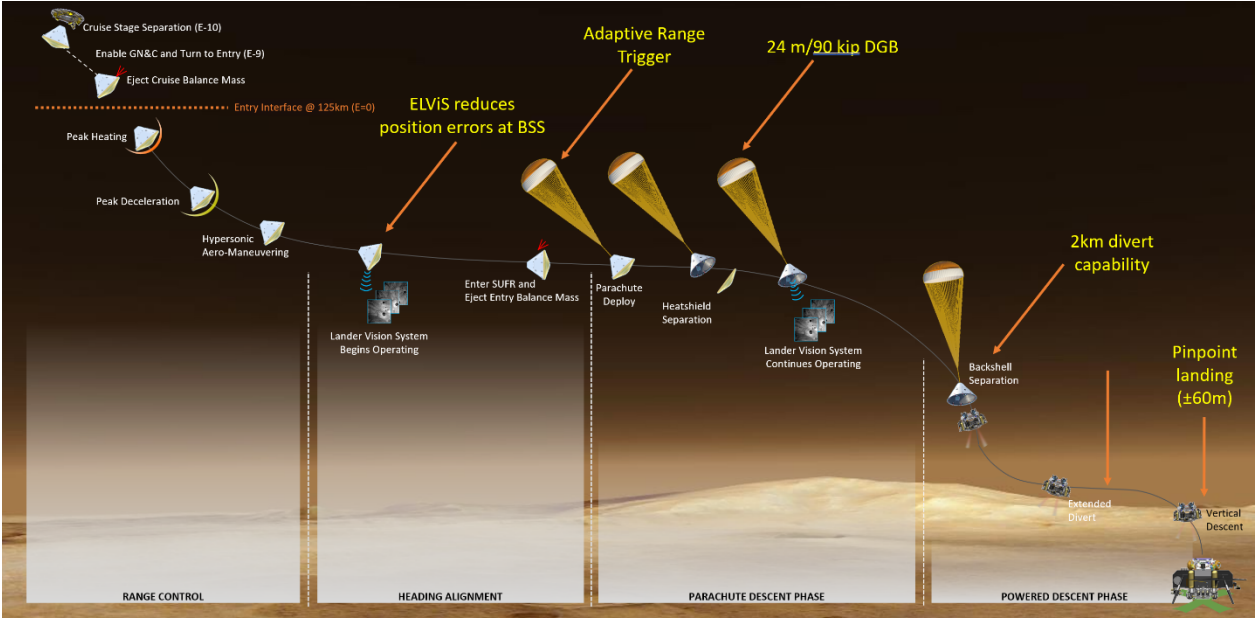 Cruise Stage Separation (E-10)
Enable GN&C and Turn to Entry (E-9)
Eject Cruise Balance Mass
Entry Interface @ 125km (E=0)
Peak Heating
Peak Deceleration
Hypersonic
Aero-Maneuvering
ELViS reduces
position errors at BSS
Lander Vision System
Begins Operating
Enter SUFR and
Eject Entry Balance Mass
Adaptive Range
Trigger
Parachute
Deploy
Heatshield
Separation
24 m/90 kip DGB
Lander Vision System
Continues Operating
Backshell
Separation
2km divert
capability
Extended
Divert
Pinpoint
landing
(±60m)
Vertical
Descent
RANGE CONTROL
HEADING ALIGNMENT
PARACHUTE DESCENT PHASE
POWERED DESCENT PHASE